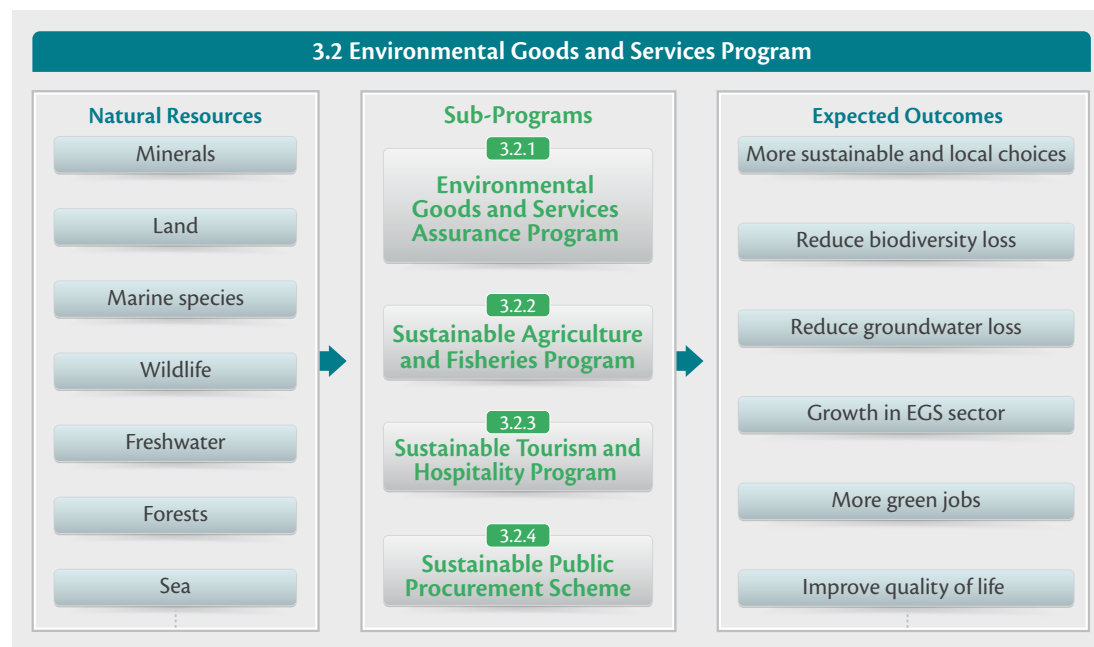 3.2 Environmental Goods and Services Program
Natural Resources
Minerals
Land
Marine species
Wildlife
Freshwater
Forests
Sea
Sub-Programs
3.2.1
Environmental
Goods and Services
Assurance Program
3.2.2
Sustainable Agriculture
and Fisheries Program
3.2.3
Sustainable Tourism and
Hospitality Program
3.2.4
Sustainable Public
Procurement Scheme
Expected Outcomes
More sustainable and local choices
Reduce biodiversity loss
Reduce groundwater loss
Growth in EGS sector
More green jobs
Improve quality of life